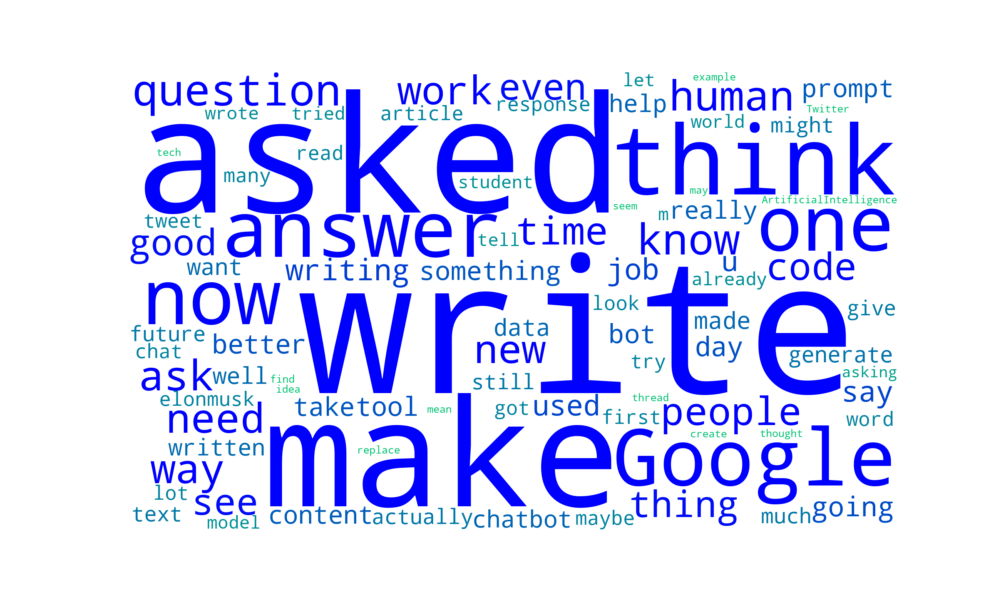 question work even let human example prompt
wrote tried article response help Twitter
asked think world might
tech read many student may
ArtificialIntelligence
tweet answer seem m really one
good tell time know u code
want writing something job already
now write look give
future data made
chat better new bot day generate
ask well find idea still try asking
elonmusk taketool mean got used first thread people say
need word
written make replace create thought Google
way
lot see thing
text model content actually chatbot maybe much going